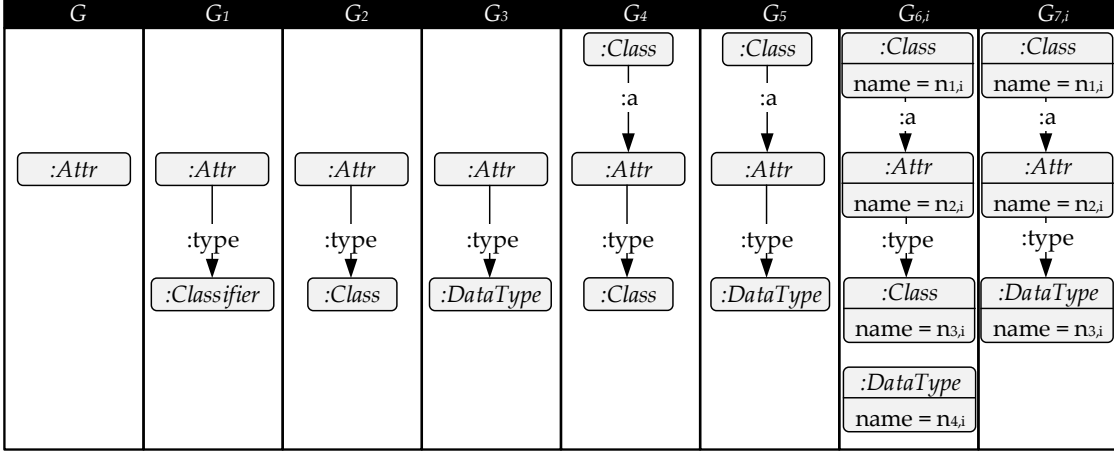 G G1 G2 G3 G4 G5 G6,i G7,i
:Class :Class :Class :Class
name = n1,i name = n1,i
:a :a :a :a
:Attr :Attr :Attr :Attr :Attr :Attr :Attr :Attr
name = n2,i name = n2,i
:type :type :type :type :type :type :type
:Classifier :Class :DataType :Class :DataType :Class :DataType
name = n3,i name = n3,i
:DataType
name = n4,i